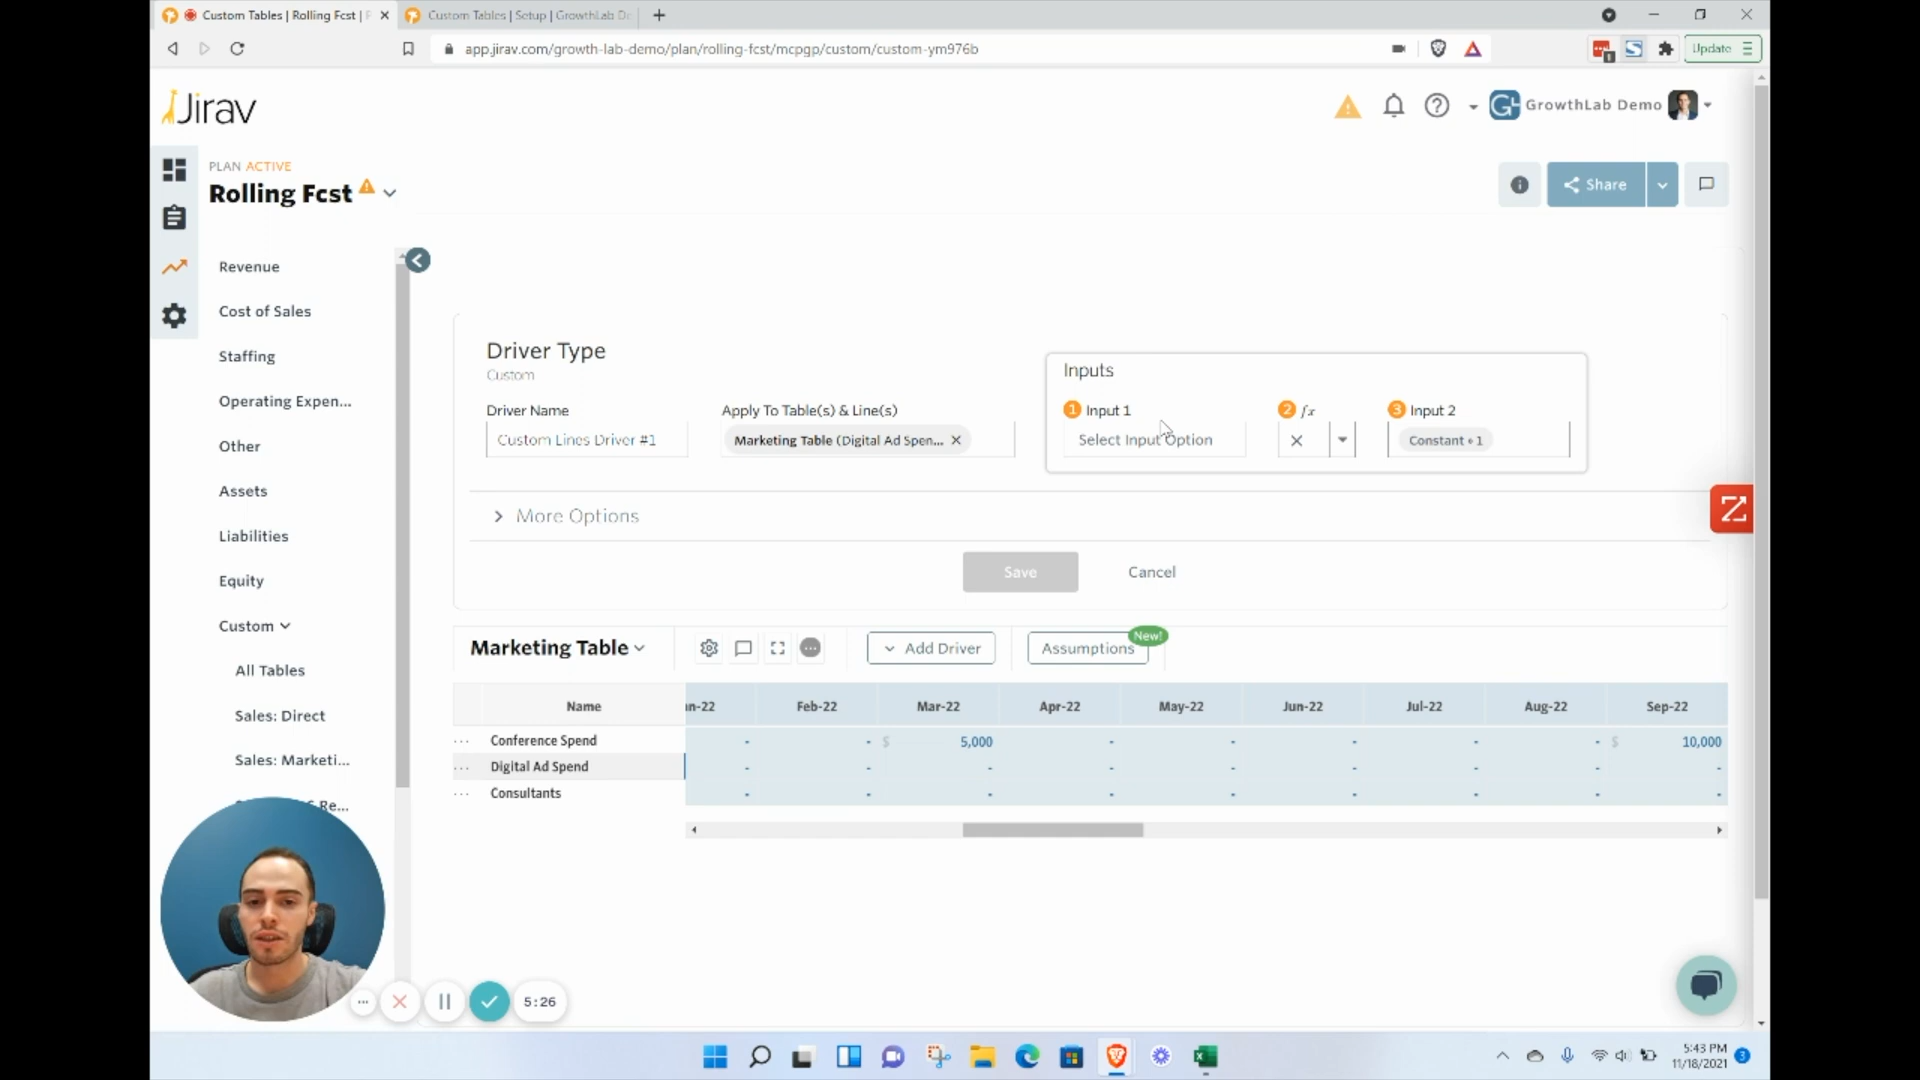 Custom Tables | Rolling Fcst |
Custom Tables | Setup | GrowthLab De
app.jirav.com/growth-lab-demo/plan/rolling-fcst/mcpgp/custom/custom-ym976b
Update
Jirav
GrowthLab Demo
PLAN ACTIVE
Rolling Fcst
Share
Revenue
Cost of Sales
Staffing
Operating Expen...
Other
Assets
Liabilities
Equity
Custom
All Tables
Sales: Direct
Sales: Marketi...
Re...
Driver Type
Custom
Driver Name
Custom Lines Driver #1
Apply To Table(s) & Line(s)
Marketing Table (Digital Ad Spen...
Inputs
1 Input 1
Select Input Option
2 fx
3 Input 2
Constant • 1
More Options
Save
Cancel
Marketing Table
Add Driver
Assumptions
New!
Name
n-22 Feb-22 Mar-22 Apr-22 May-22 Jun-22 Jul-22 Aug-22 Sep-22
Conference Spend - - $ 5,000 - - - - - $ 10,000
Digital Ad Spend - - - - - - - - -
Consultants - - - - - - - - -
5:26
5:43 PM
11/18/2021
3